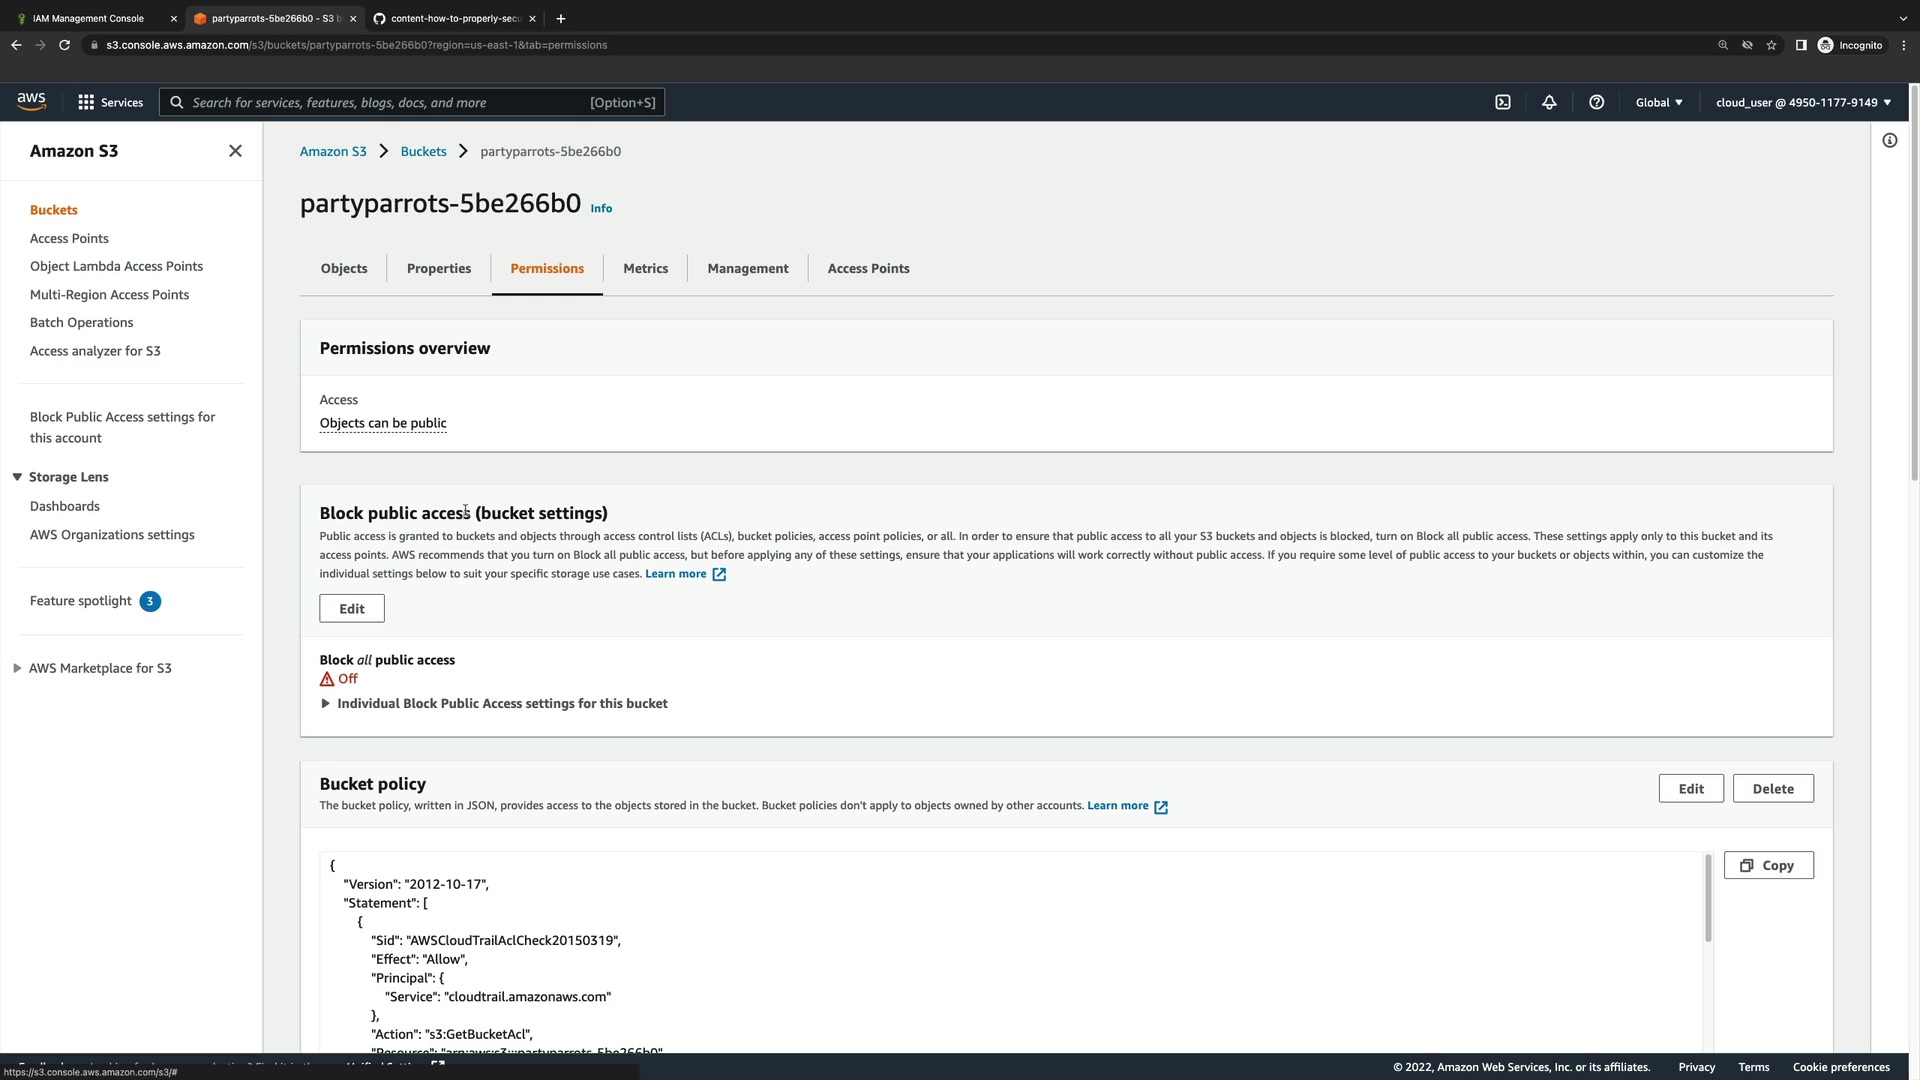 IAM Management Console
partyparrots-5be266b0 - S3 b
content-how-to-properly-secu
s3.console.aws.amazon.com/s3/buckets/partyparrots-5be266b0?region=us-east-1&tab=permissions
Incognito
aws
Services
Search for services, features, blogs, docs, and more
[Option+S]
Global
cloud_user @ 4950-1177-9149
Amazon S3
Buckets
Access Points
Object Lambda Access Points
Multi-Region Access Points
Batch Operations
Access analyzer for S3
Block Public Access settings for
this account
Storage Lens
Dashboards
AWS Organizations settings
Feature spotlight 3
AWS Marketplace for S3
Amazon S3 > Buckets > partyparrots-5be266b0
partyparrots-5be266b0 Info
Objects
Properties
Permissions
Metrics
Management
Access Points
Permissions overview
Access
Objects can be public
Block public access (bucket settings)
Public access is granted to buckets and objects through access control lists (ACLs), bucket policies, access point policies, or all. In order to ensure that public access to all your S3 buckets and objects is blocked, turn on Block all public access. These settings apply only to this bucket and its
access points. AWS recommends that you turn on Block all public access, but before applying any of these settings, ensure that your applications will work correctly without public access. If you require some level of public access to your buckets or objects within, you can customize the
individual settings below to suit your specific storage use cases. Learn more
Edit
Block all public access
Off
Individual Block Public Access settings for this bucket
Bucket policy
The bucket policy, written in JSON, provides access to the objects stored in the bucket. Bucket policies don't apply to objects owned by other accounts. Learn more
Edit
Delete
Copy
{
"Version": "2012-10-17",
"Statement": [
{
"Sid": "AWSCloudTrailAclCheck20150319",
"Effect": "Allow",
"Principal": {
"Service": "cloudtrail.amazonaws.com"
},
"Action": "s3:GetBucketAcl",
"Resource": "arn:aws:s3:::partyparrots-5be266b0"
© 2022, Amazon Web Services, Inc. or its affiliates.
Privacy
Terms
Cookie preferences
https://s3.console.aws.amazon.com/s3/#